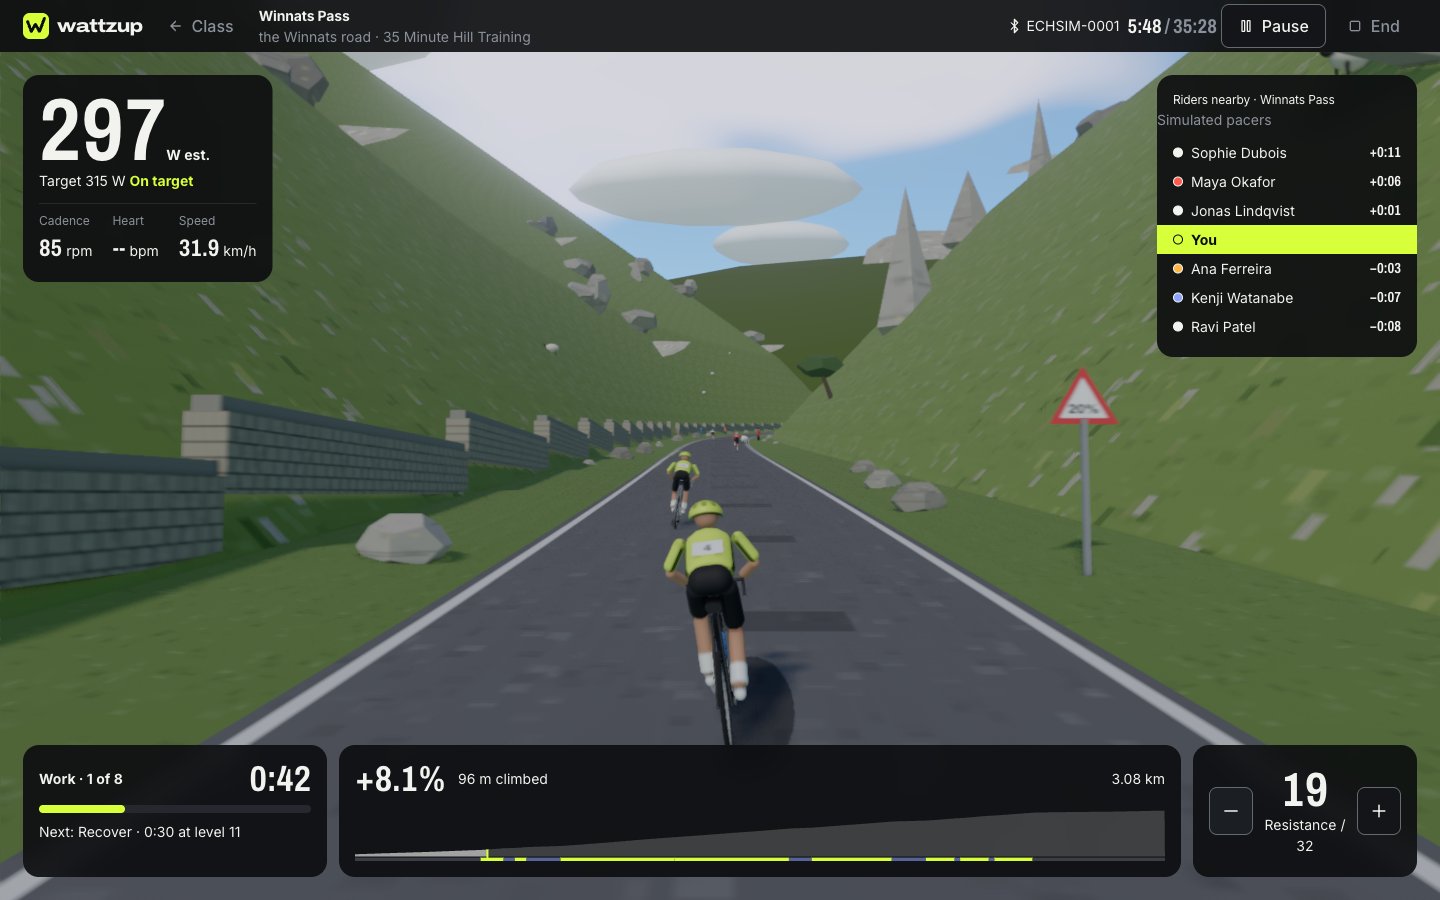 wattzup
← Class
Winnats Pass
the Winnats road · 35 Minute Hill Training
ECHSIM-0001 5:48 / 35:28
Pause
End
297 W est.
Target 315 W On target
Cadence Heart Speed
85 rpm -- bpm 31.9 km/h
Riders nearby · Winnats Pass
Simulated pacers
Sophie Dubois +0:11
Maya Okafor +0:06
Jonas Lindqvist +0:01
You
Ana Ferreira −0:03
Kenji Watanabe −0:07
Ravi Patel −0:08
20%
4
Work · 1 of 8 0:42
Next: Recover · 0:30 at level 11
+8.1% 96 m climbed 3.08 km
− 19 +
Resistance /
32